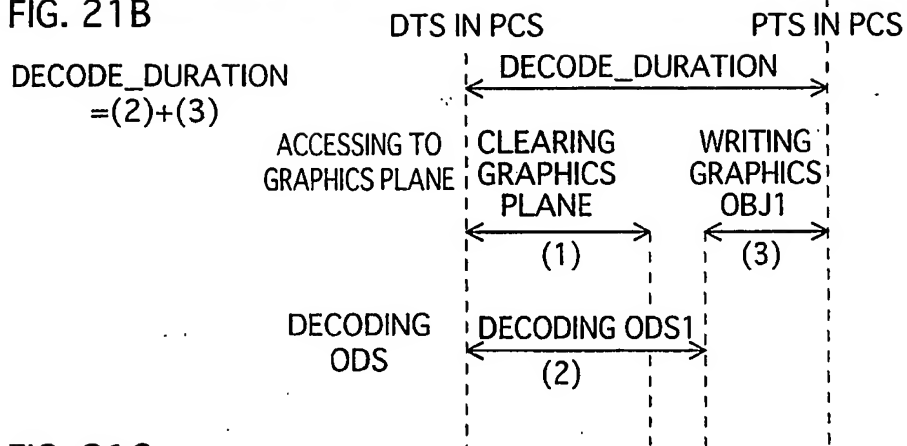 FIG. 21B
DTS IN PCS
PTS IN PCS
DECODE_DURATION
=(2)+(3)
DECODE_DURATION
ACCESSING TO
GRAPHICS PLANE
CLEARING
GRAPHICS
PLANE
(1)
WRITING
GRAPHICS
OBJ1
(3)
DECODING
ODS
DECODING ODS1
(2)